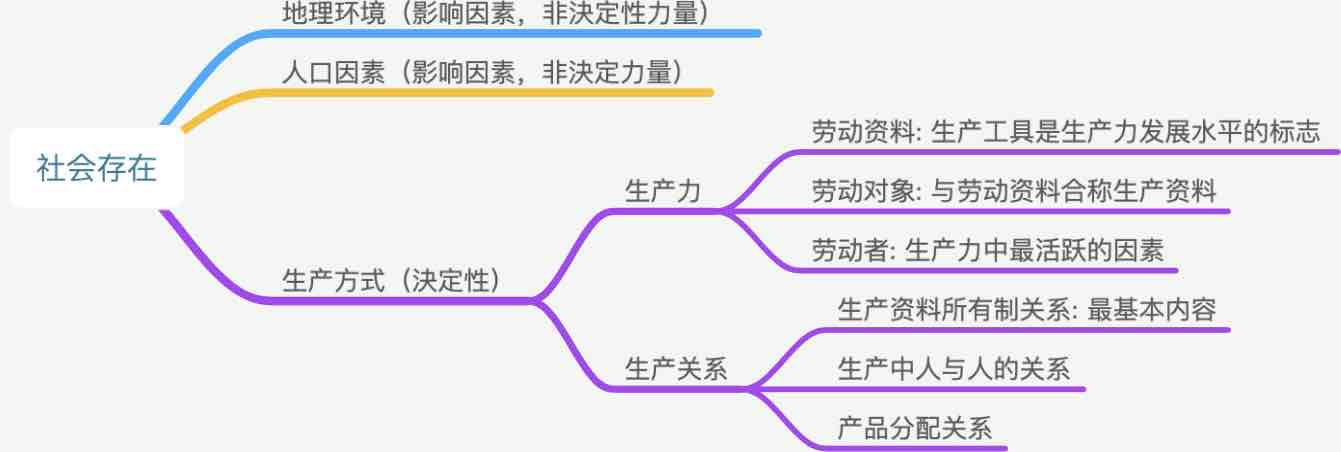 地理环境（影响因素，非決定性力量）
人口因素（影响因素，非決定力量）
社会存在
劳动资料: 生产工具是生产力发展水平的标志
生产力
劳动对象: 与劳动资料合称生产资料
劳动者: 生产力中最活跃的因素
生产方式（決定性）
生产资料所有制关系: 最基本内容
生产关系
生产中人与人的关系
产品分配关系